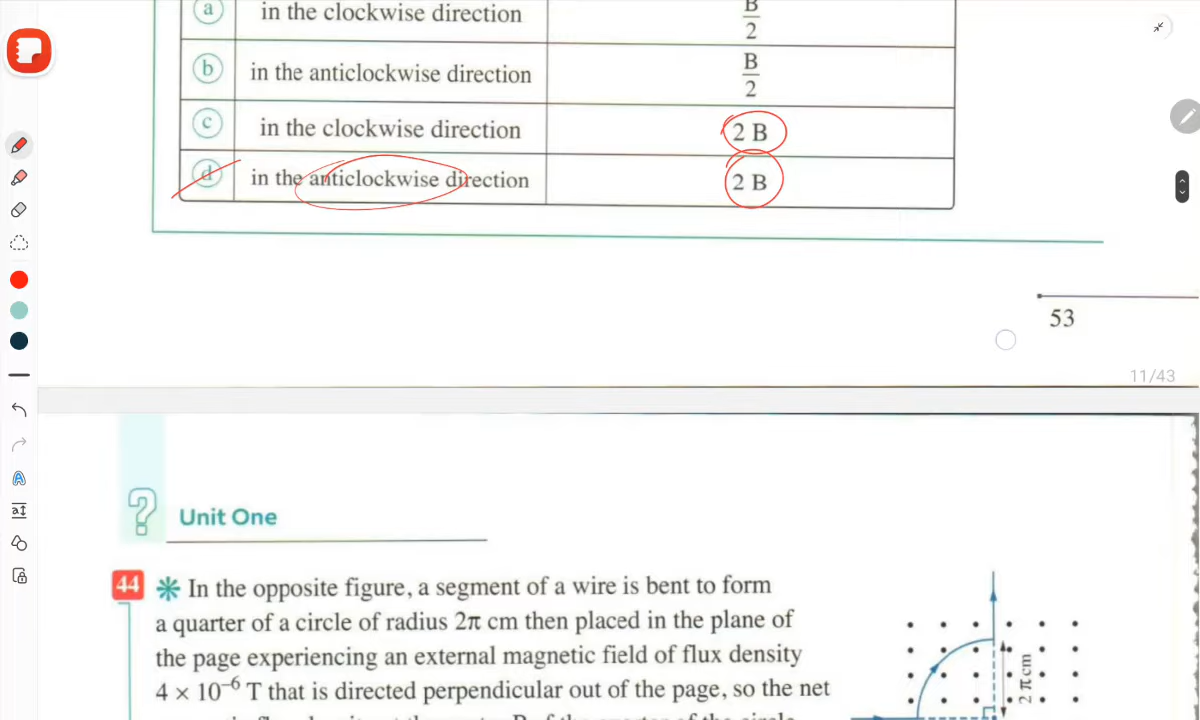 a in the clockwise direction B/2
b in the anticlockwise direction B/2
c in the clockwise direction 2 B
d in the anticlockwise direction 2 B
53
11/43
? Unit One
44 * In the opposite figure, a segment of a wire is bent to form
a quarter of a circle of radius 2π cm then placed in the plane of
the page experiencing an external magnetic field of flux density
4 × 10⁻⁶ T that is directed perpendicular out of the page, so the net
2 π cm